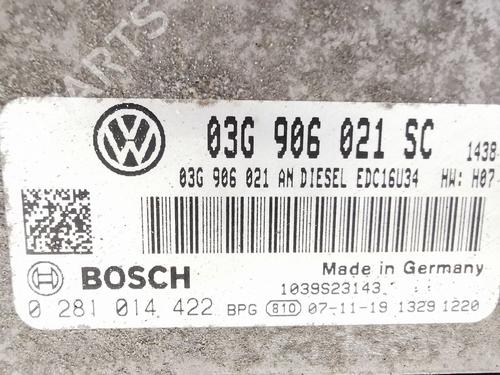 PARTS
03G 906 021 SC 1438-
03G 906 021 AN DIESEL EDC16U34 HW: H07-
BOSCH
Made in Germany
1039S23143
0 281 014 422 BPG 810 07-11-19 1329 1220